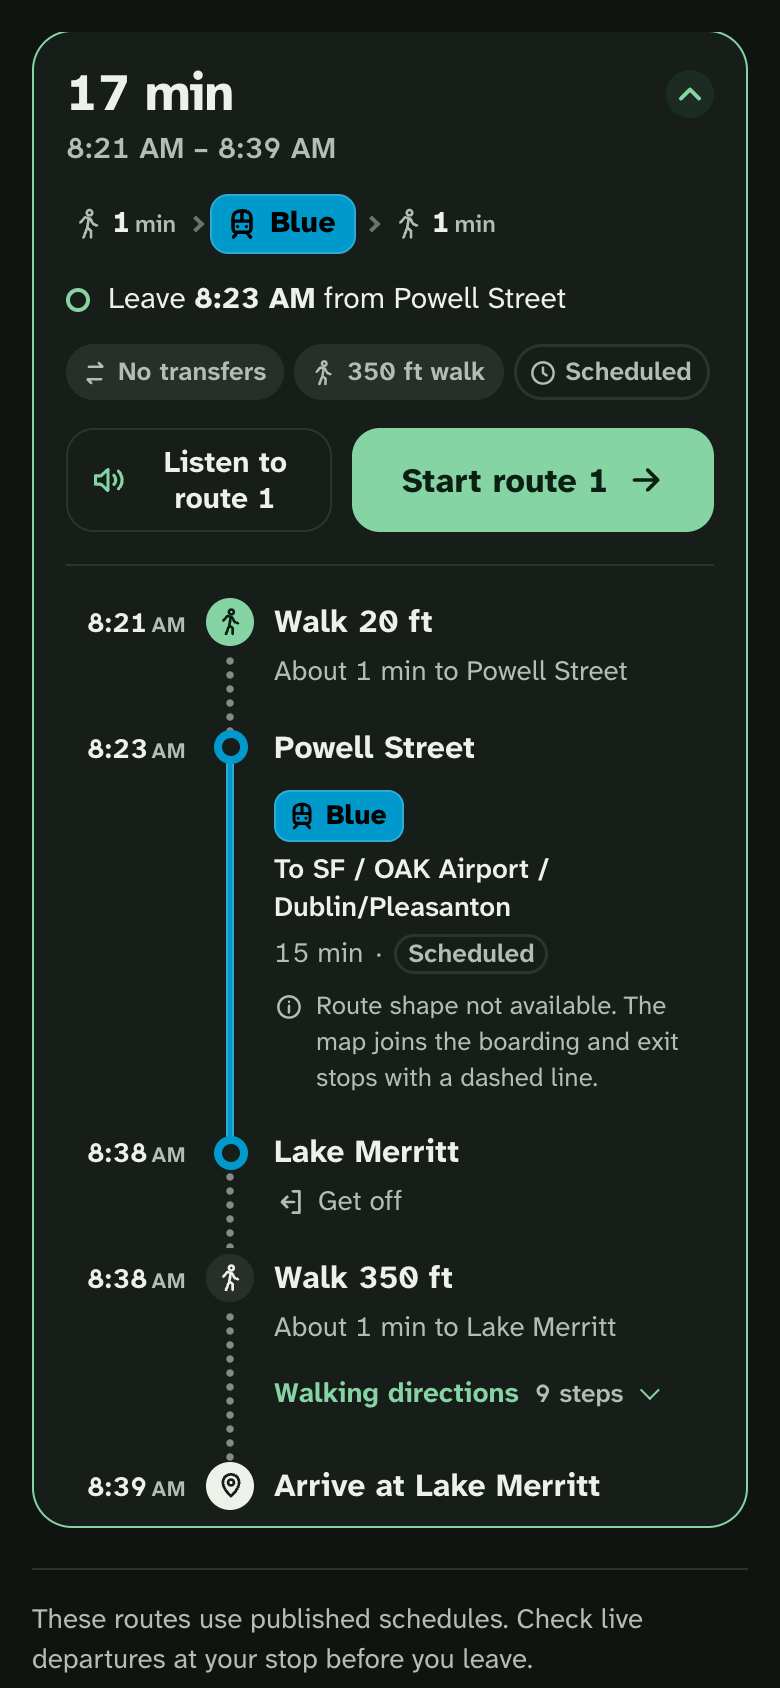 17 min
8:21 AM – 8:39 AM
1 min > Blue > 1 min
Leave 8:23 AM from Powell Street
No transfers 350 ft walk Scheduled
Listen to
route 1
Start route 1 →
8:21 AM Walk 20 ft
About 1 min to Powell Street
8:23 AM Powell Street
Blue
To SF / OAK Airport /
Dublin/Pleasanton
15 min · Scheduled
Route shape not available. The
map joins the boarding and exit
stops with a dashed line.
8:38 AM Lake Merritt
Get off
8:38 AM Walk 350 ft
About 1 min to Lake Merritt
Walking directions 9 steps
8:39 AM Arrive at Lake Merritt
These routes use published schedules. Check live
departures at your stop before you leave.